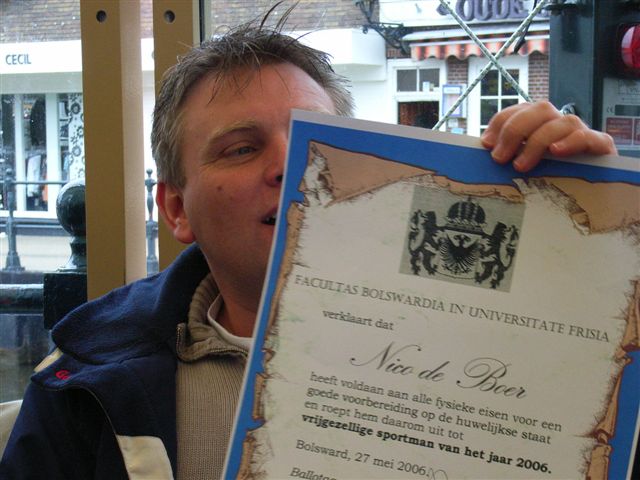 CECIL
OUDE
FACULTAS BOLSWARDIA IN UNIVERSITATE FRISIA
verklaart dat
Nico de Boer
heeft voldaan aan alle fysieke eisen voor een
goede voorbereiding op de huwelijkse staat
en roept hem daarom uit tot
vrijgezellige sportman van het jaar 2006.
Bolsward, 27 mei 2006.